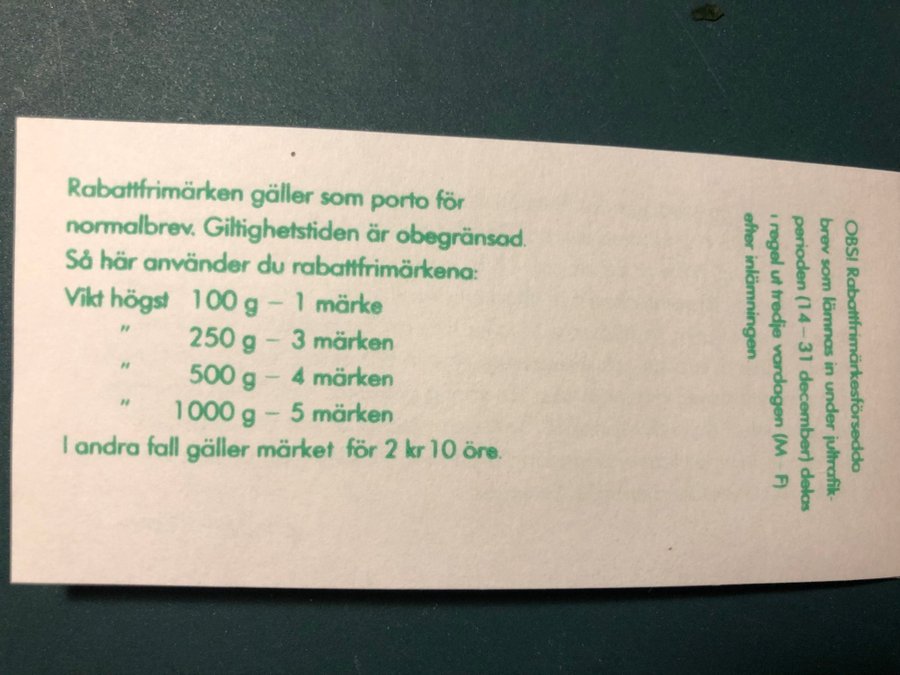 Rabattfrimärken gäller som porto för
normalbrev. Giltighetstiden är obegränsad.
Så här använder du rabattfrimärkena:
Vikt högst 100 g – 1 märke
" 250 g – 3 märken
" 500 g – 4 märken
" 1000 g – 5 märken
I andra fall gäller märket för 2 kr 10 öre.
OBS! Rabattfrimärkesförsedda
brev som lämnas in under jultrafik-
perioden (14 – 31 december) delas
i regel ut tredje vardagen (M – F)
efter inlämningen.